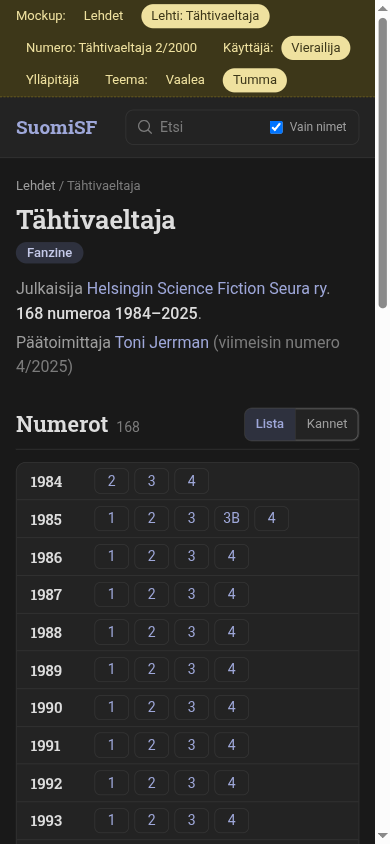 Mockup: Lehdet Lehti: Tähtivaeltaja
Numero: Tähtivaeltaja 2/2000 Käyttäjä: Vierailija
Ylläpitäjä Teema: Vaalea Tumma
SuomiSF Etsi Vain nimet
Lehdet / Tähtivaeltaja
Tähtivaeltaja
Fanzine
Julkaisija Helsingin Science Fiction Seura ry.
168 numeroa 1984–2025.
Päätoimittaja Toni Jerrman (viimeisin numero
4/2025)
Numerot 168 Lista Kannet
1984 2 3 4
1985 1 2 3 3B 4
1986 1 2 3 4
1987 1 2 3 4
1988 1 2 3 4
1989 1 2 3 4
1990 1 2 3 4
1991 1 2 3 4
1992 1 2 3 4
1993 1 2 3 4